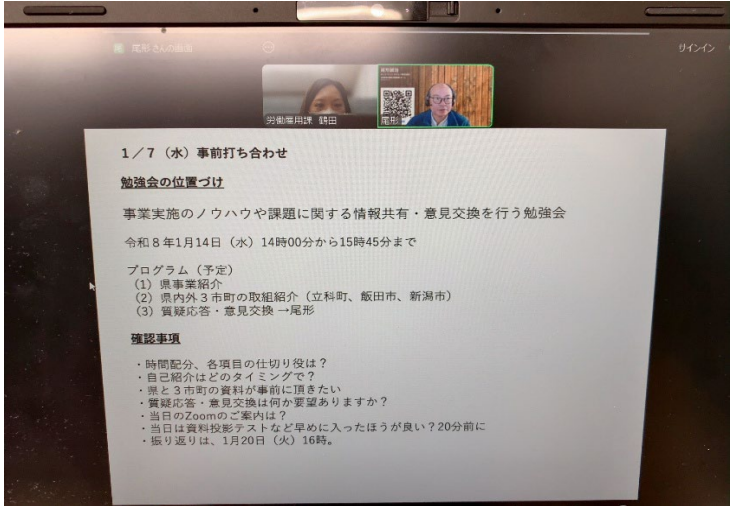 尾形さんの画面
サインイン
労働雇用課 鶴田
尾形
1／7（水）事前打ち合わせ
勉強会の位置づけ
事業実施のノウハウや課題に関する情報共有・意見交換を行う勉強会
令和８年1月14日（水）14時00分から15時45分まで
プログラム（予定）
（1）県事業紹介
（2）県内外３市町の取組紹介（立科町、飯田市、新潟市）
（3）質疑応答・意見交換 →尾形
確認事項
・時間配分、各項目の仕切り役は？
・自己紹介はどのタイミングで？
・県と３市町の資料が事前に頂きたい
・質疑応答・意見交換は何か要望ありますか？
・当日のZoomのご案内は？
・当日は資料投影テストなど早めに入ったほうが良い？20分前に
・振り返りは、1月20日（火）16時。